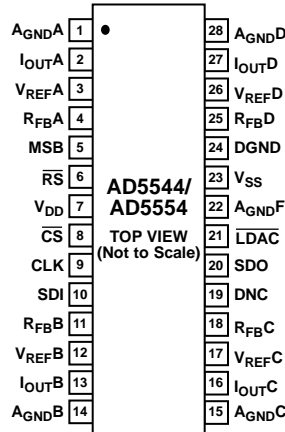 AGNDA 1
IOUTA 2
VREFA 3
RFBA 4
MSB 5
RS 6
VDD 7
CS 8
CLK 9
SDI 10
RFBB 11
VREFB 12
IOUTB 13
AGNDB 14
AD5544/
AD5554
TOP VIEW
(Not to Scale)
28 AGNDD
27 IOUTD
26 VREFD
25 RFBD
24 DGND
23 VSS
22 AGNDF
21 LDAC
20 SDO
19 DNC
18 RFBC
17 VREFC
16 IOUTC
15 AGNDC